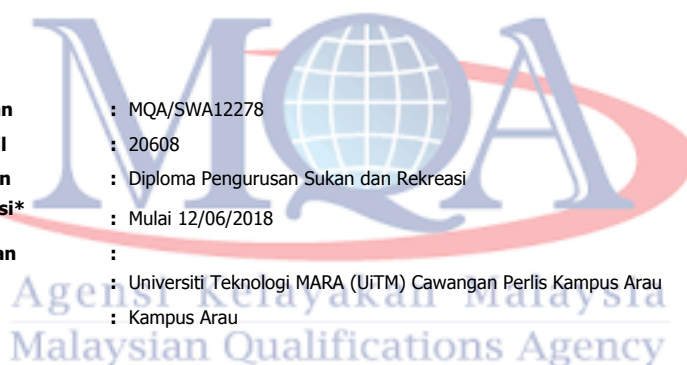 MQA
an : MQA/SWA12278
l : 20608
n : Diploma Pengurusan Sukan dan Rekreasi
si* : Mulai 12/06/2018
an :
: Universiti Teknologi MARA (UiTM) Cawangan Perlis Kampus Arau
: Kampus Arau
Agensi Kelayakan Malaysia
Malaysian Qualifications Agency